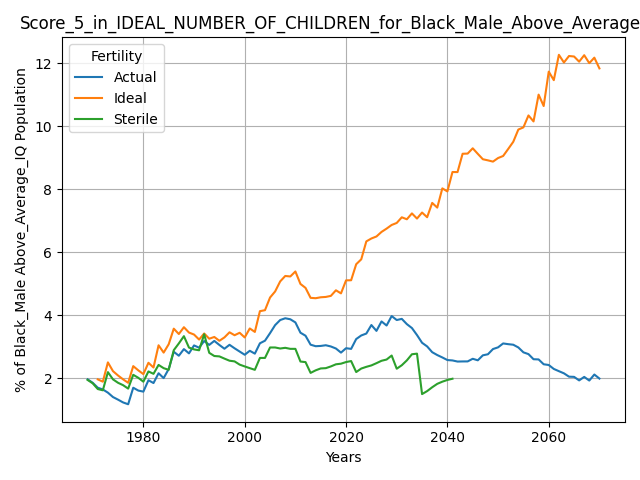 Score_5_in_IDEAL_NUMBER_OF_CHILDREN_for_Black_Male_Above_Average
Fertility
Actual
Ideal
Sterile
% of Black_Male Above_Average_IQ Population
12
10
8
6
4
2
1980 2000 2020 2040 2060
Years